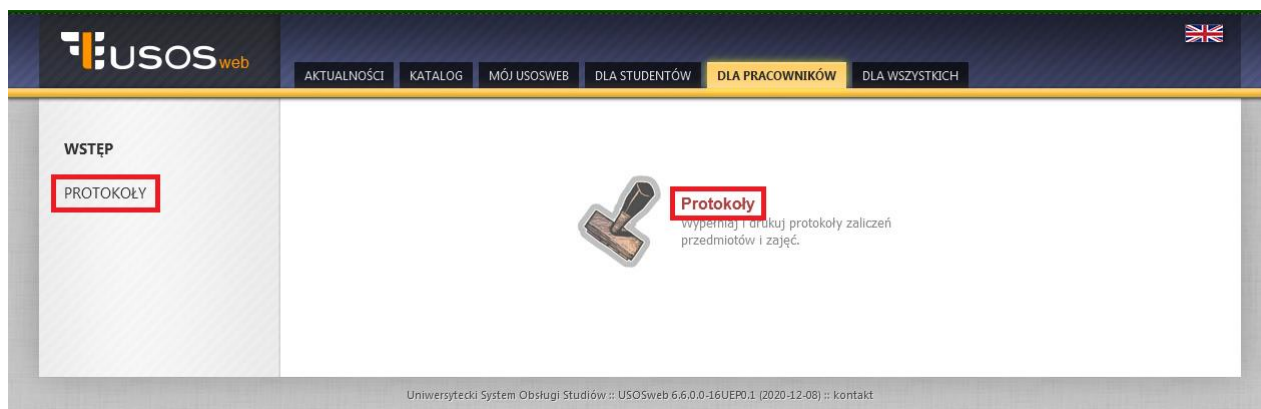 USOSweb
AKTUALNOŚCI KATALOG MÓJ USOSWEB DLA STUDENTÓW DLA PRACOWNIKÓW DLA WSZYSTKICH
WSTĘP
PROTOKOŁY
Protokoły
Wypełniaj i drukuj protokoły zaliczeń
przedmiotów i zajęć.
Uniwersytecki System Obsługi Studiów :: USOSweb 6.6.0.0-16UEP0.1 (2020-12-08) :: kontakt